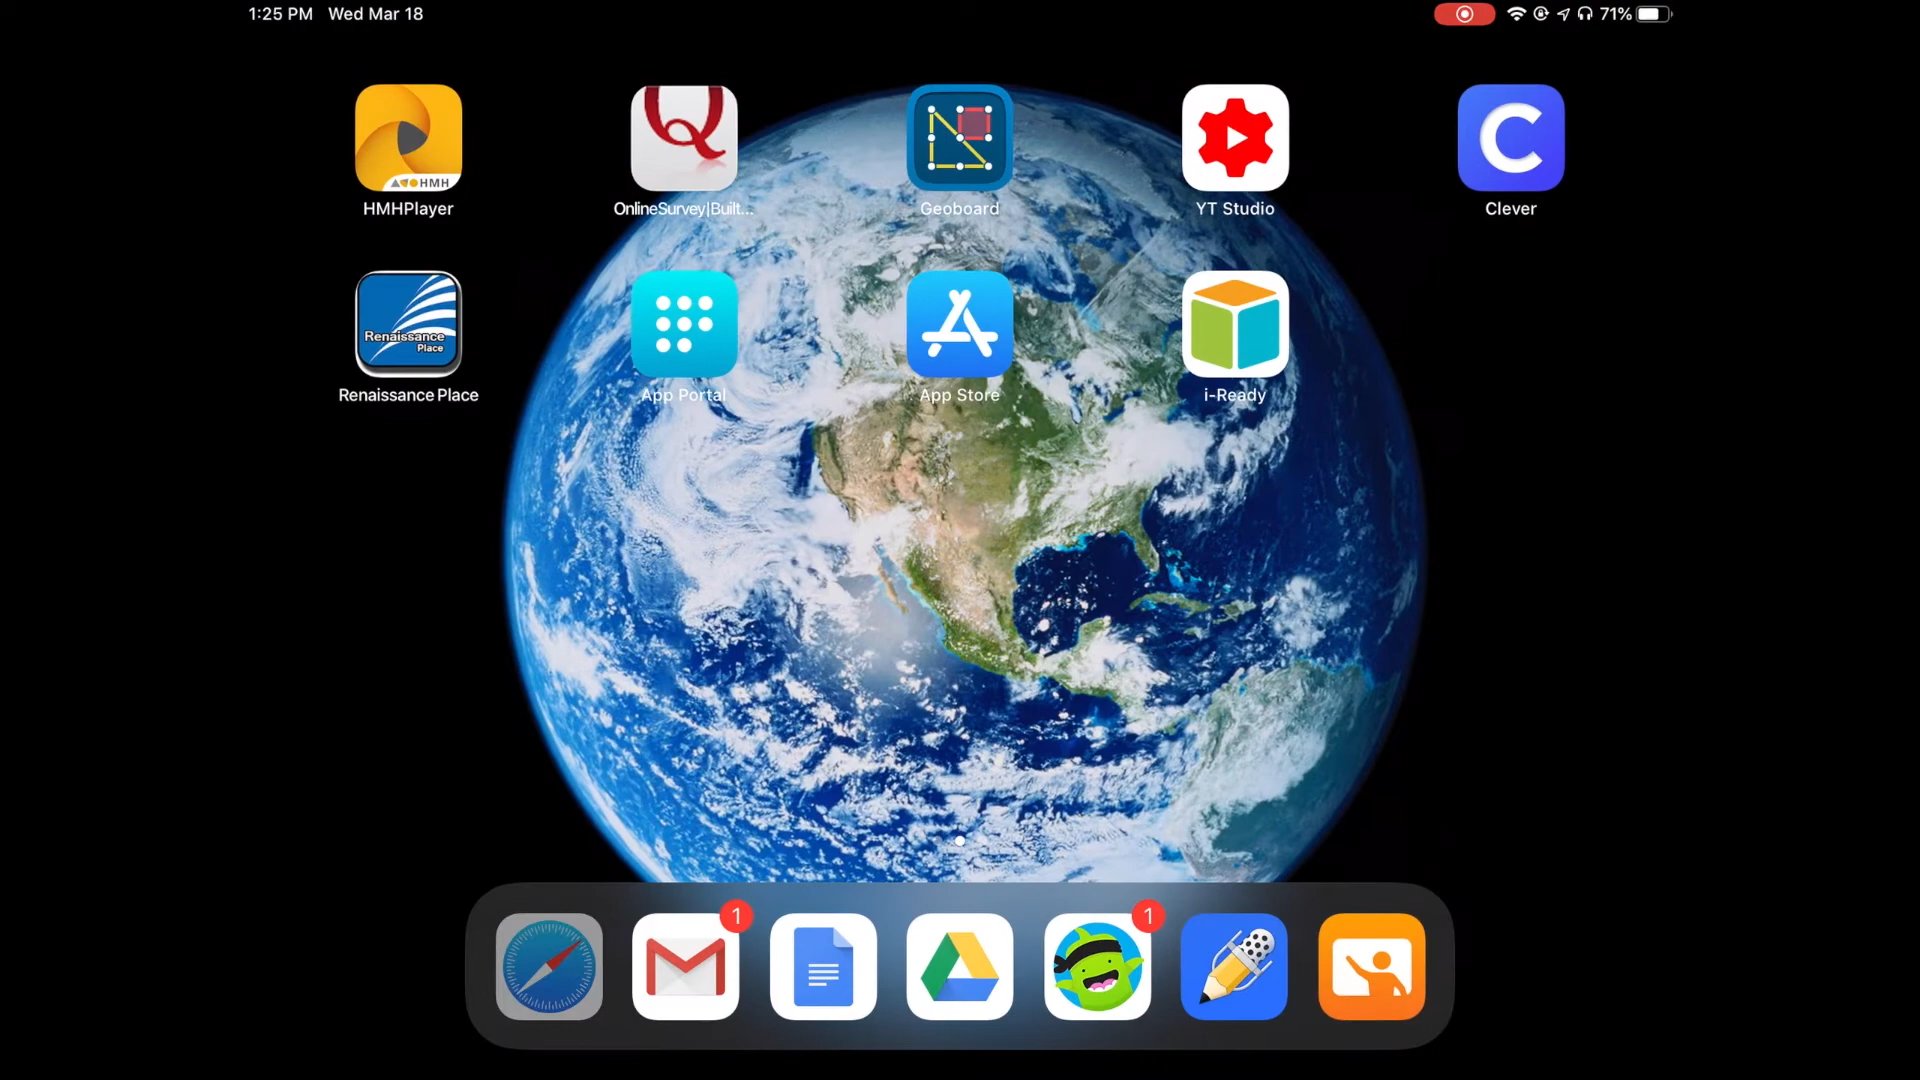 1:25 PM Wed Mar 18
71%
HMH
HMHPlayer
Q
OnlineSurvey|Built...
Geoboard
YT Studio
C
Clever
Renaissance
Place
Renaissance Place
App Portal
App Store
i-Ready
1
1